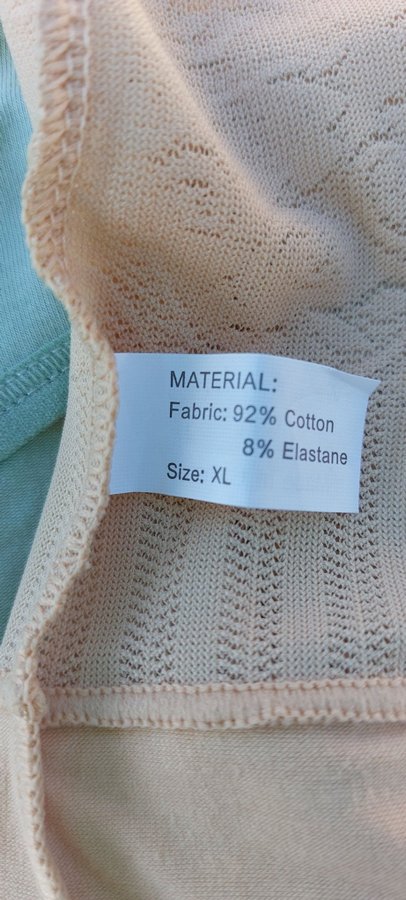 MATERIAL:
Fabric: 92% Cotton
8% Elastane
Size: XL